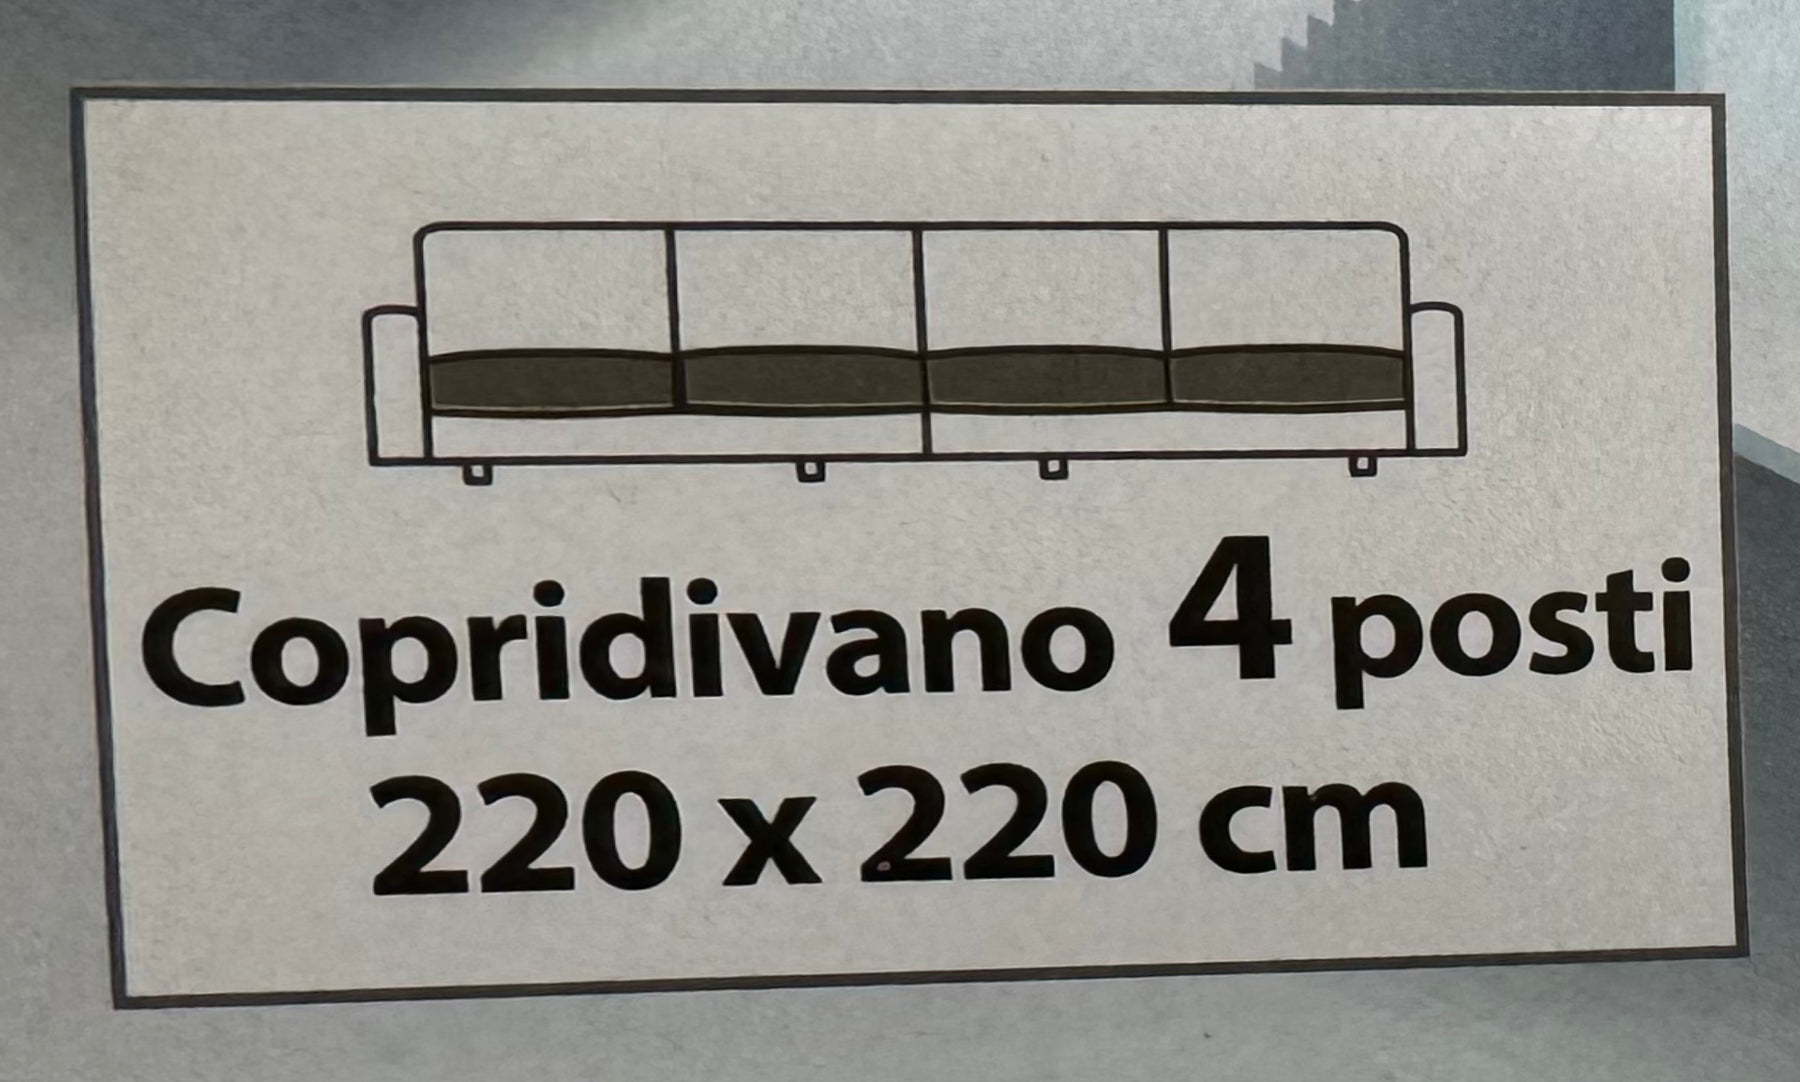 Copridivano 4 posti
220 x 220 cm